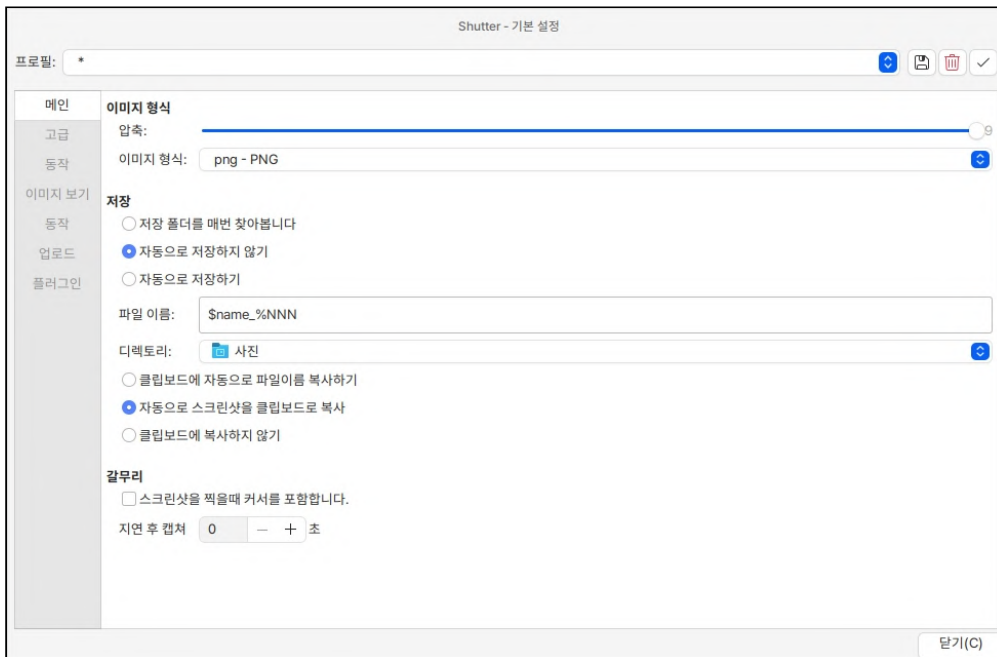 Shutter - 기본 설정
프로필: *
메인
고급
동작
이미지 보기
동작
업로드
플러그인
이미지 형식
압축: 9
이미지 형식: png - PNG
저장
저장 폴더를 매번 찾아봅니다
자동으로 저장하지 않기
자동으로 저장하기
파일 이름: $name_%NNN
디렉토리: 사진
클립보드에 자동으로 파일이름 복사하기
자동으로 스크린샷을 클립보드로 복사
클립보드에 복사하지 않기
갈무리
스크린샷을 찍을때 커서를 포함합니다.
지연 후 캡쳐 0 − + 초
닫기(C)